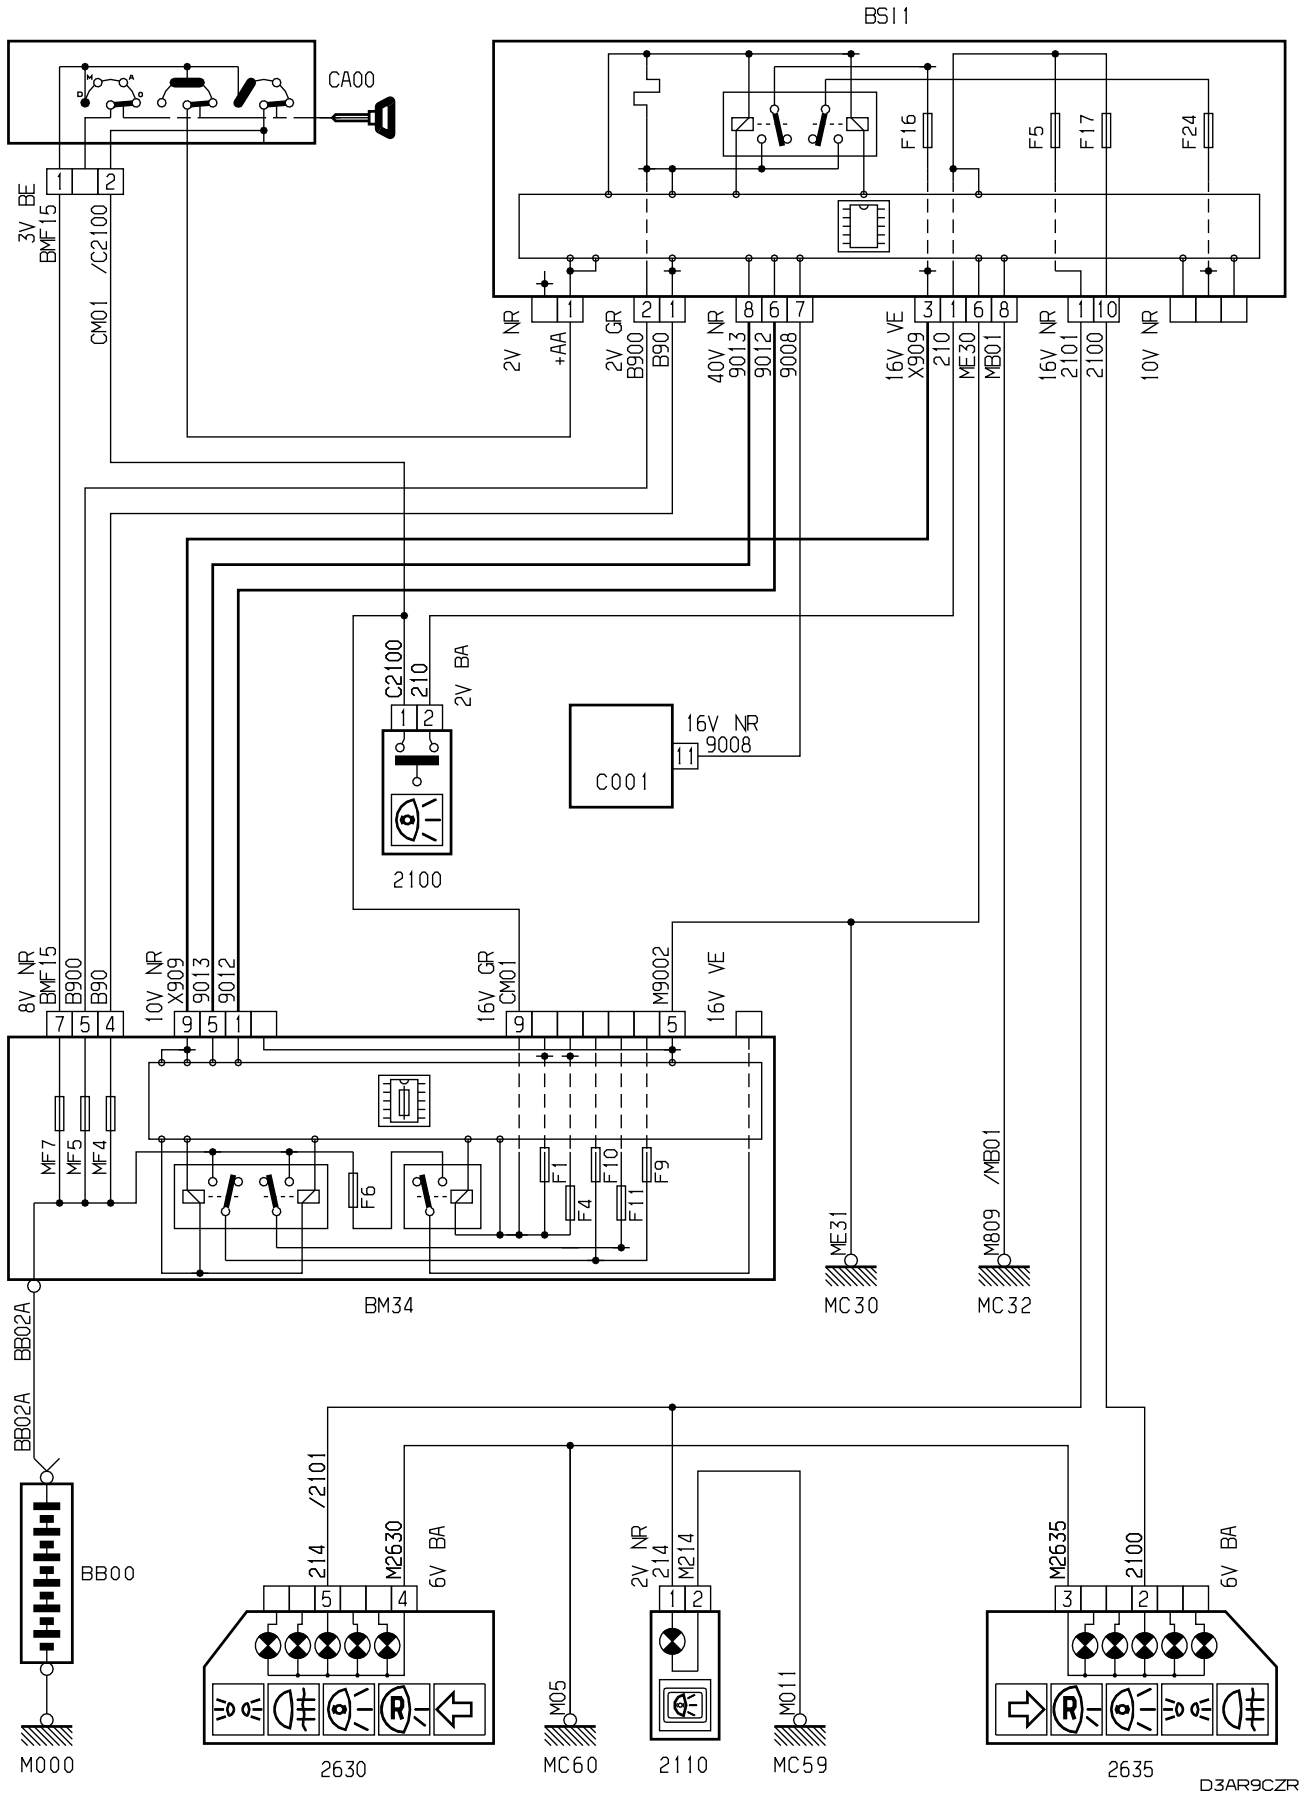 BSI1
CA00
M
A
D
O
1
2
3V BE
BMF15
CM01 /C2100
F16
F5
F17
F24
1
2
1
8
6
7
3
1
6
8
1
10
2V NR
+AA
2V GR
B900
B90
40V NR
9013
9012
9008
16V VE
X909
210
ME30
MB01
16V NR
2101
2100
10V NR
C2100
210
2V BA
1
2
2100
C001
11
16V NR
9008
8V NR
BMF15
B900
B90
10V NR
X909
9013
9012
16V GR
CM01
M9002
16V VE
7
5
4
9
5
1
9
5
MF7
MF5
MF4
F6
F1
F4
F10
F11
F9
BM34
ME31
MC30
M809 /MB01
MC32
BB02A
BB02A
BB00
M000
/2101
214
M2630
6V BA
5
4
R
2630
M05
MC60
2V NR
214
M214
1
2
2110
M011
MC59
M2635
2100
6V BA
3
2
R
2635
D3AR9CZR